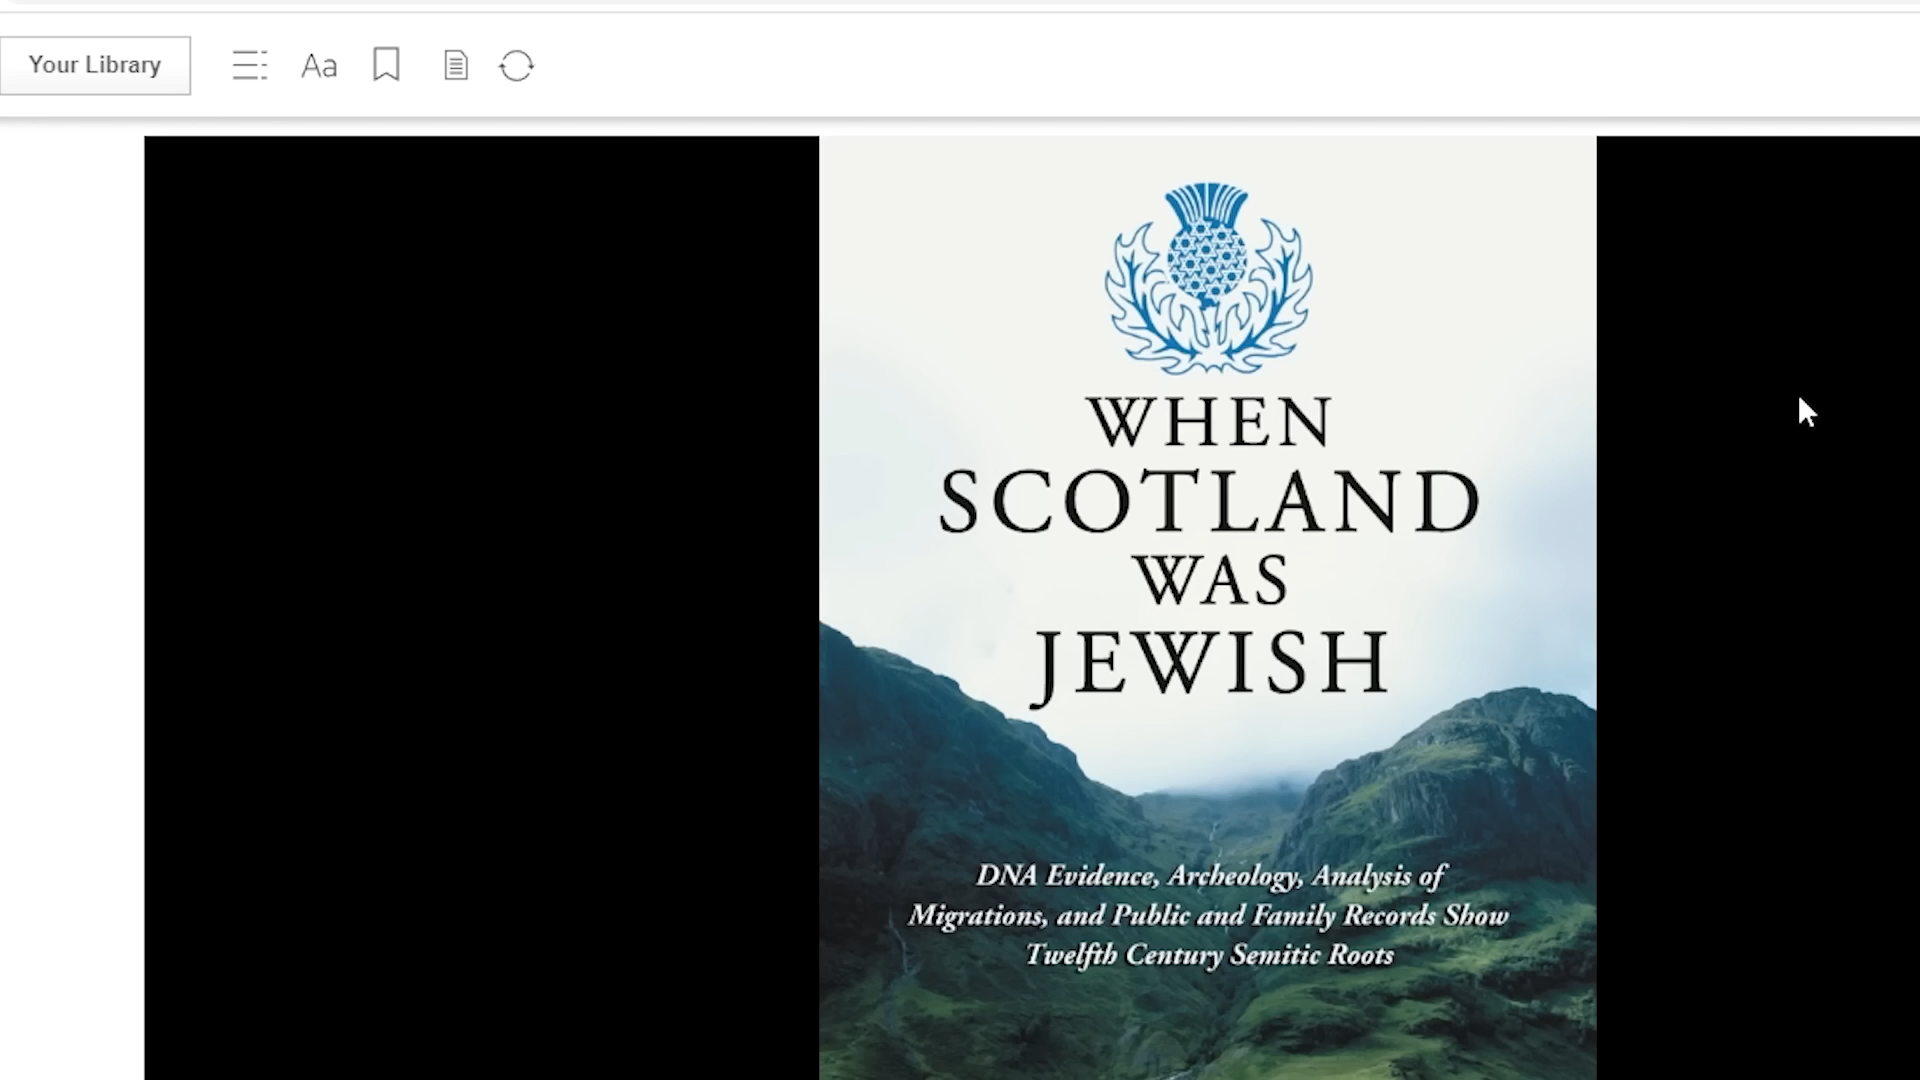 Your Library
Aa
WHEN
SCOTLAND
WAS
JEWISH
DNA Evidence, Archeology, Analysis of
Migrations, and Public and Family Records Show
Twelfth Century Semitic Roots